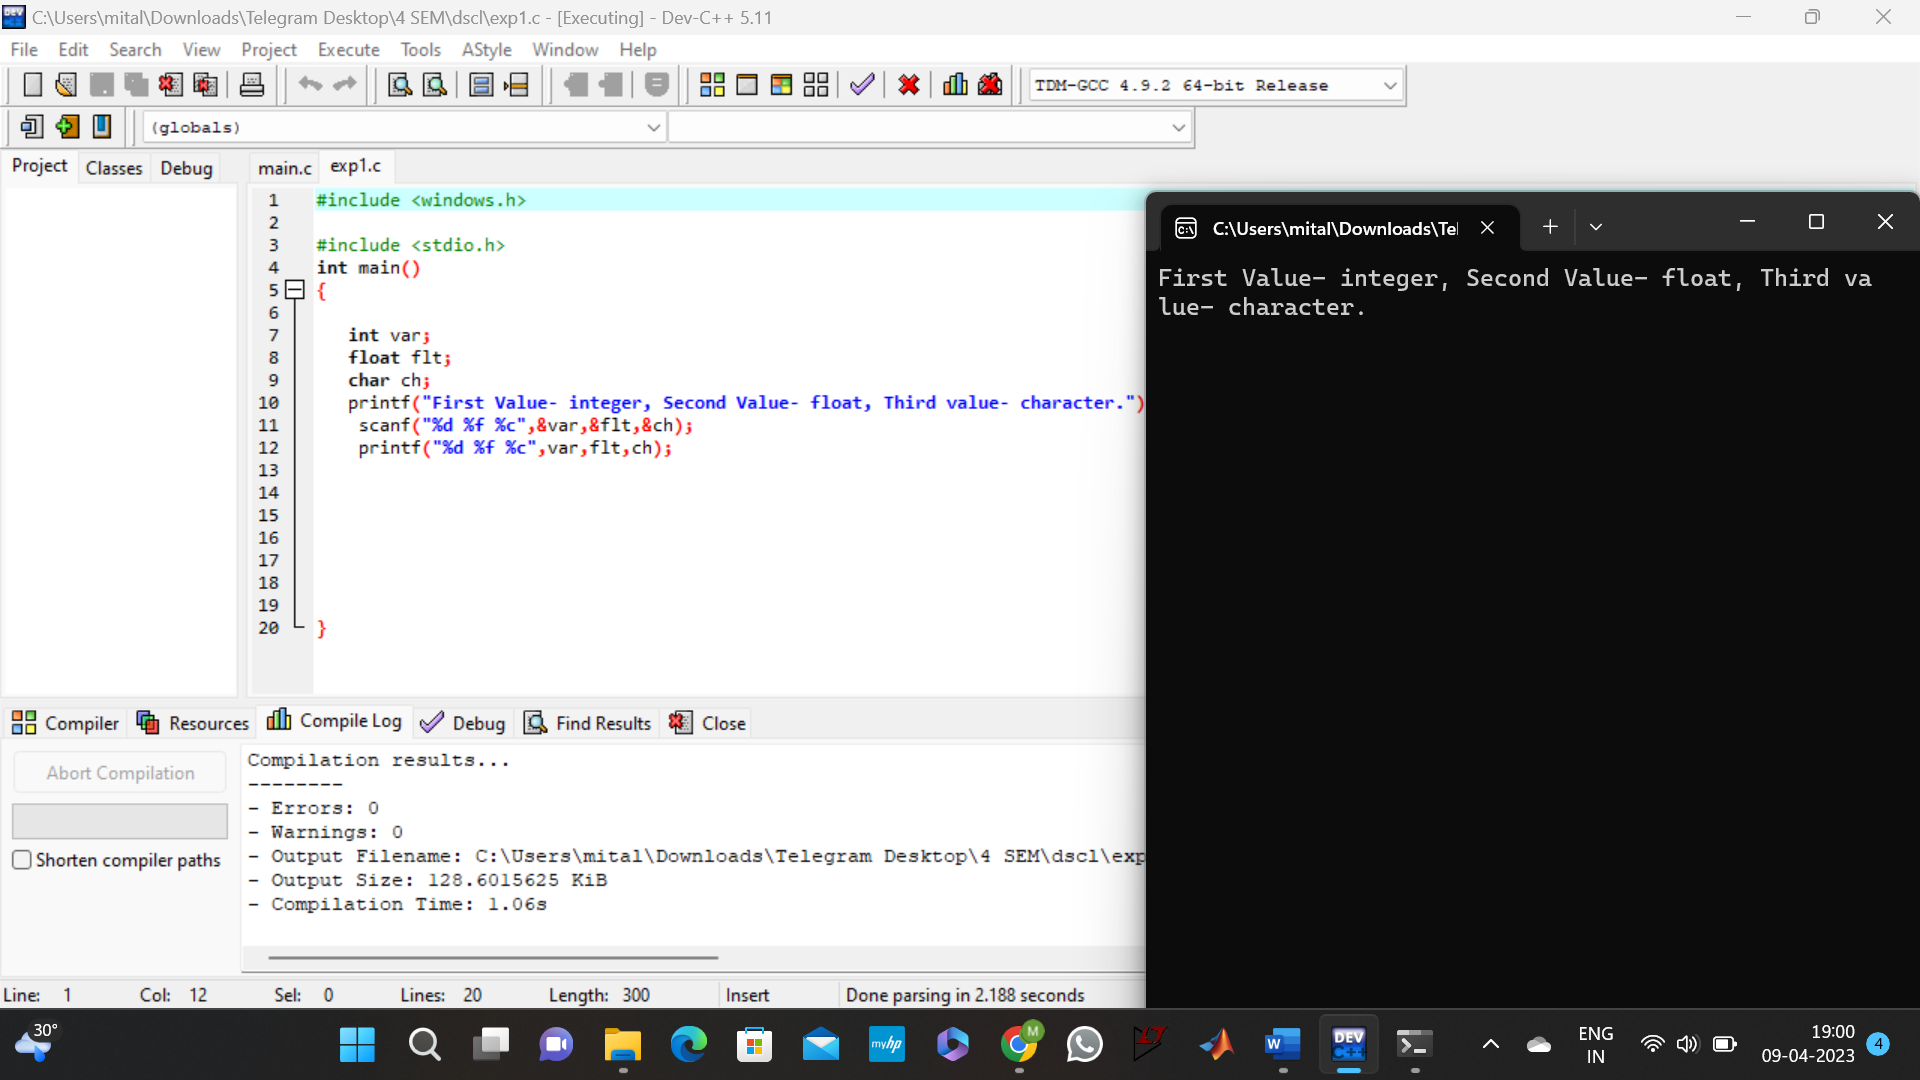 C:\Users\mital\Downloads\Telegram Desktop\4 SEM\dscl\exp1.c - [Executing] - Dev-C++ 5.11
File Edit Search View Project Execute Tools AStyle Window Help
TDM-GCC 4.9.2 64-bit Release
(globals)
Project Classes Debug main.c exp1.c
1 #include <windows.h>
2
3 #include <stdio.h>
4 int main()
5 {
6
7 int var;
8 float flt;
9 char ch;
10 printf("First Value- integer, Second Value- float, Third value- character.")
11 scanf("%d %f %c",&var,&flt,&ch);
12 printf("%d %f %c",var,flt,ch);
13
14
15
16
17
18
19
20 }
C:\Users\mital\Downloads\Tel
First Value- integer, Second Value- float, Third va
lue- character.
Compiler Resources Compile Log Debug Find Results Close
Abort Compilation
Shorten compiler paths
Compilation results...
--------
- Errors: 0
- Warnings: 0
- Output Filename: C:\Users\mital\Downloads\Telegram Desktop\4 SEM\dscl\exp
- Output Size: 128.6015625 KiB
- Compilation Time: 1.06s
Line: 1 Col: 12 Sel: 0 Lines: 20 Length: 300 Insert Done parsing in 2.188 seconds
30°
myhp
M
W
DEV
C++
ENG
IN
19:00
09-04-2023
4